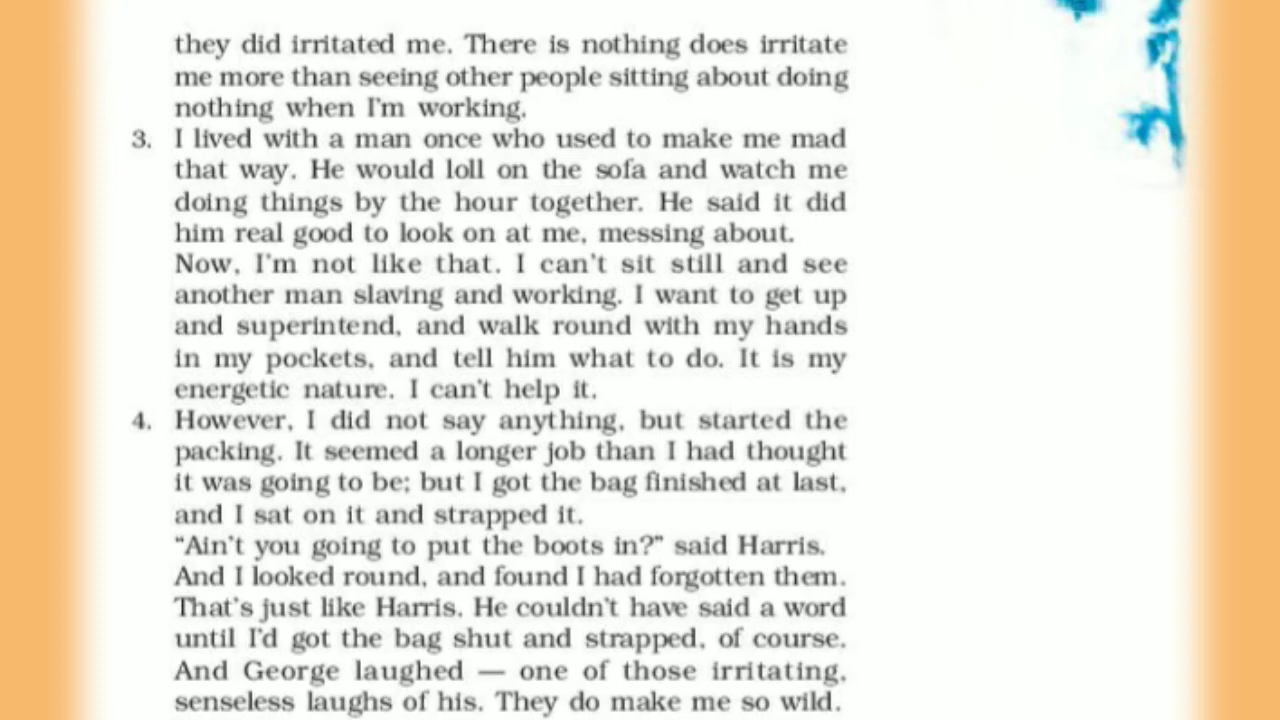 they did irritated me. There is nothing does irritate
me more than seeing other people sitting about doing
nothing when I'm working.
3. I lived with a man once who used to make me mad
that way. He would loll on the sofa and watch me
doing things by the hour together. He said it did
him real good to look on at me, messing about.
Now, I'm not like that. I can't sit still and see
another man slaving and working. I want to get up
and superintend, and walk round with my hands
in my pockets, and tell him what to do. It is my
energetic nature. I can't help it.
4. However, I did not say anything, but started the
packing. It seemed a longer job than I had thought
it was going to be; but I got the bag finished at last,
and I sat on it and strapped it.
“Ain't you going to put the boots in?” said Harris.
And I looked round, and found I had forgotten them.
That's just like Harris. He couldn't have said a word
until I'd got the bag shut and strapped, of course.
And George laughed — one of those irritating,
senseless laughs of his. They do make me so wild.